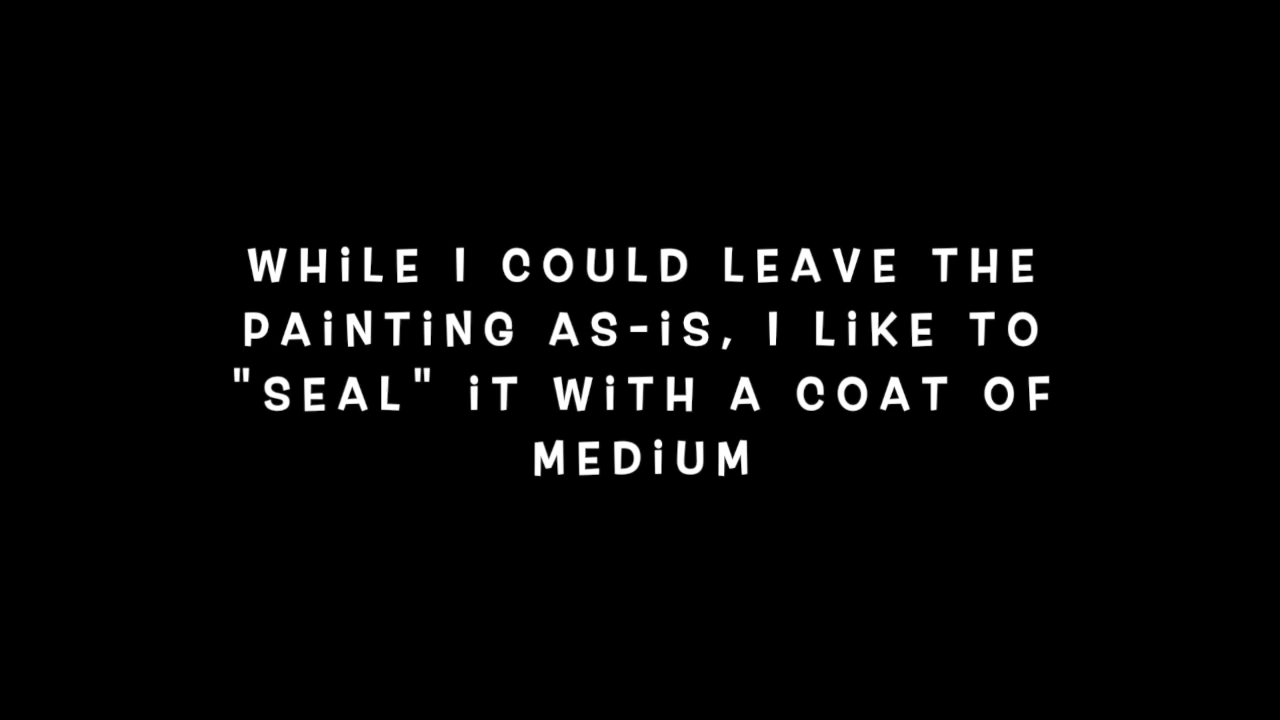 WHiLE I COULD LEAVE THE
PAiNTiNG AS-iS, I LiKE TO
"SEAL" iT WiTH A COAT OF
MEDiUM